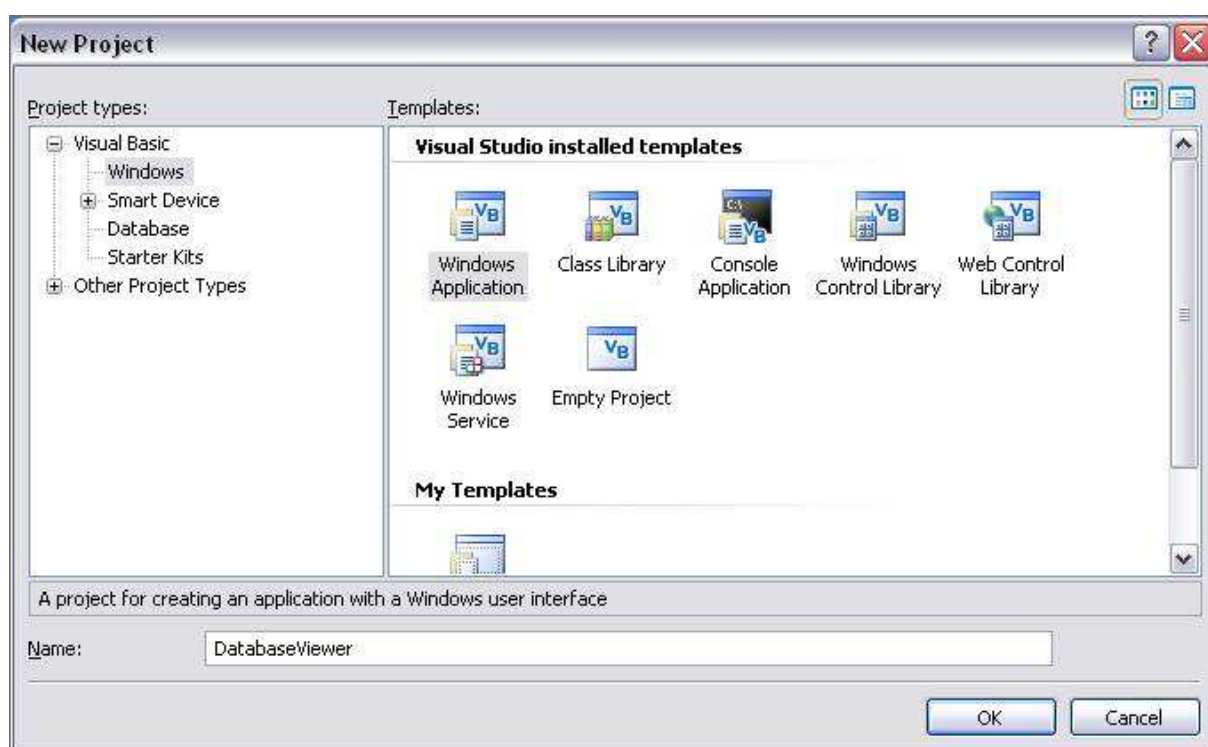 New Project
Project types:
Templates:
Visual Basic
Windows
Smart Device
Database
Starter Kits
Other Project Types
Visual Studio installed templates
Windows
Application
Class Library
Console
Application
Windows
Control Library
Web Control
Library
Windows
Service
Empty Project
My Templates
A project for creating an application with a Windows user interface
Name:
DatabaseViewer
OK
Cancel